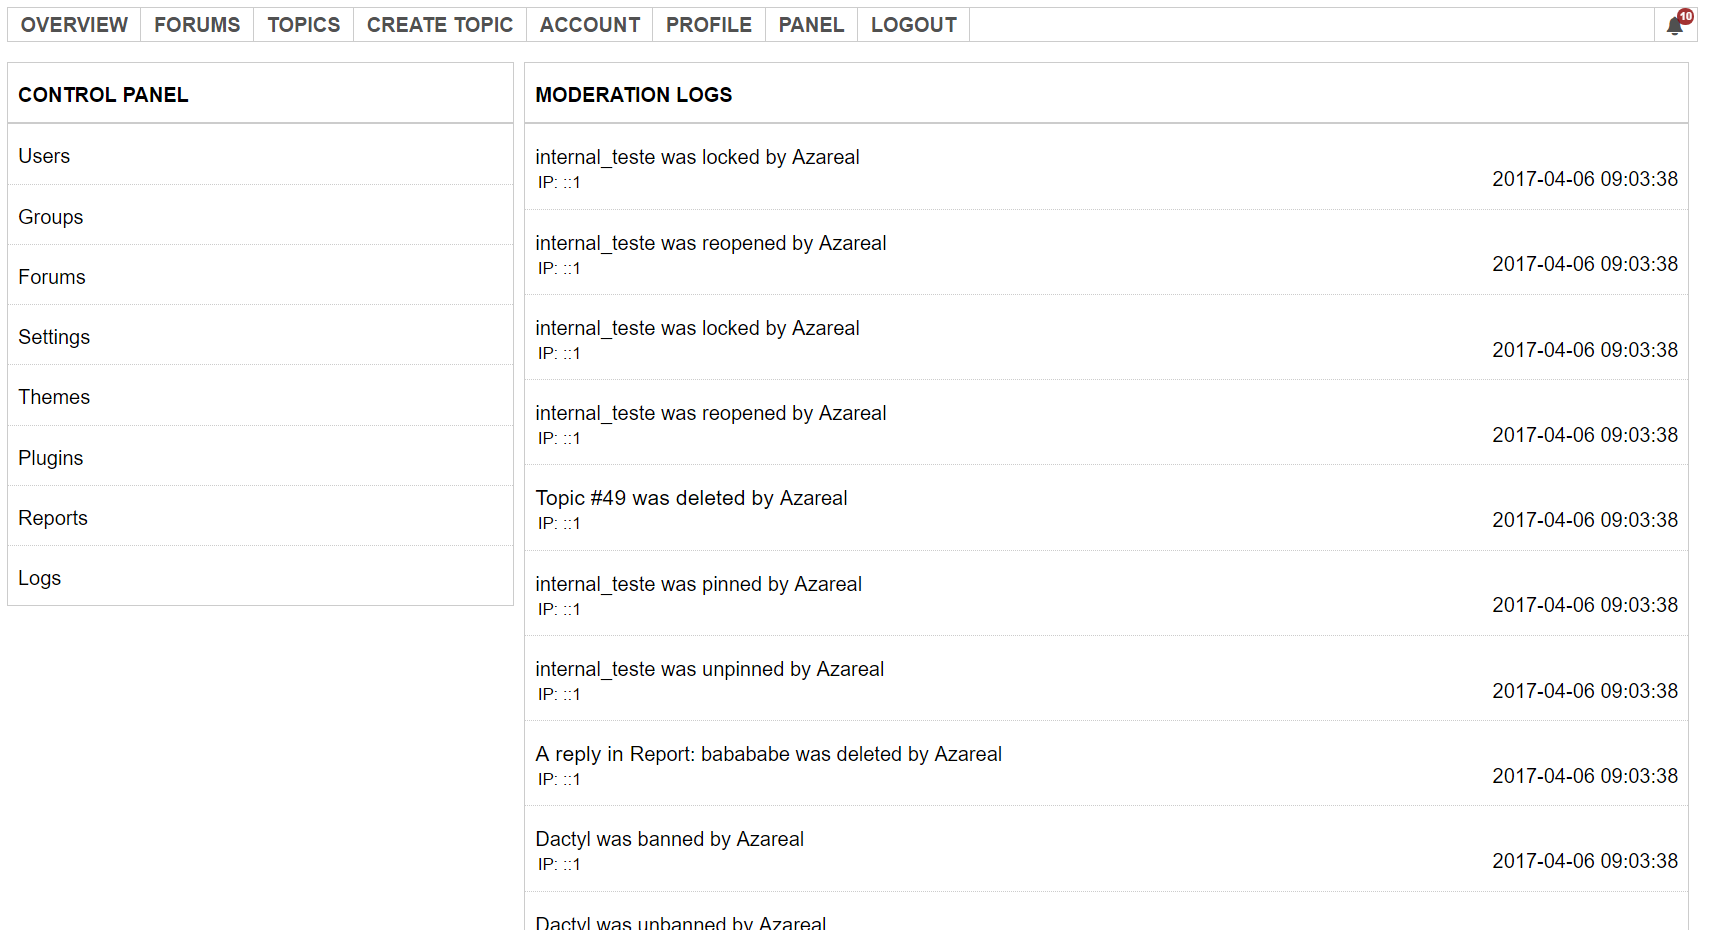 OVERVIEW FORUMS TOPICS CREATE TOPIC ACCOUNT PROFILE PANEL LOGOUT 10
CONTROL PANEL
Users
Groups
Forums
Settings
Themes
Plugins
Reports
Logs
MODERATION LOGS
internal_teste was locked by Azareal
IP: ::1
2017-04-06 09:03:38
internal_teste was reopened by Azareal
IP: ::1
2017-04-06 09:03:38
internal_teste was locked by Azareal
IP: ::1
2017-04-06 09:03:38
internal_teste was reopened by Azareal
IP: ::1
2017-04-06 09:03:38
Topic #49 was deleted by Azareal
IP: ::1
2017-04-06 09:03:38
internal_teste was pinned by Azareal
IP: ::1
2017-04-06 09:03:38
internal_teste was unpinned by Azareal
IP: ::1
2017-04-06 09:03:38
A reply in Report: babababe was deleted by Azareal
IP: ::1
2017-04-06 09:03:38
Dactyl was banned by Azareal
IP: ::1
2017-04-06 09:03:38
Dactyl was unbanned by Azareal